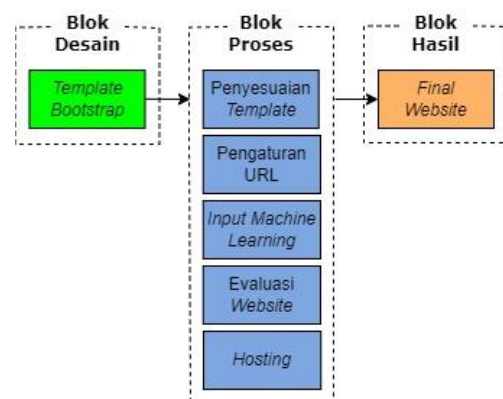 Blok
Desain
Template
Bootstrap
Blok
Proses
Penyesuaian
Template
Pengaturan
URL
Input Machine
Learning
Evaluasi
Website
Hosting
Blok
Hasil
Final
Website